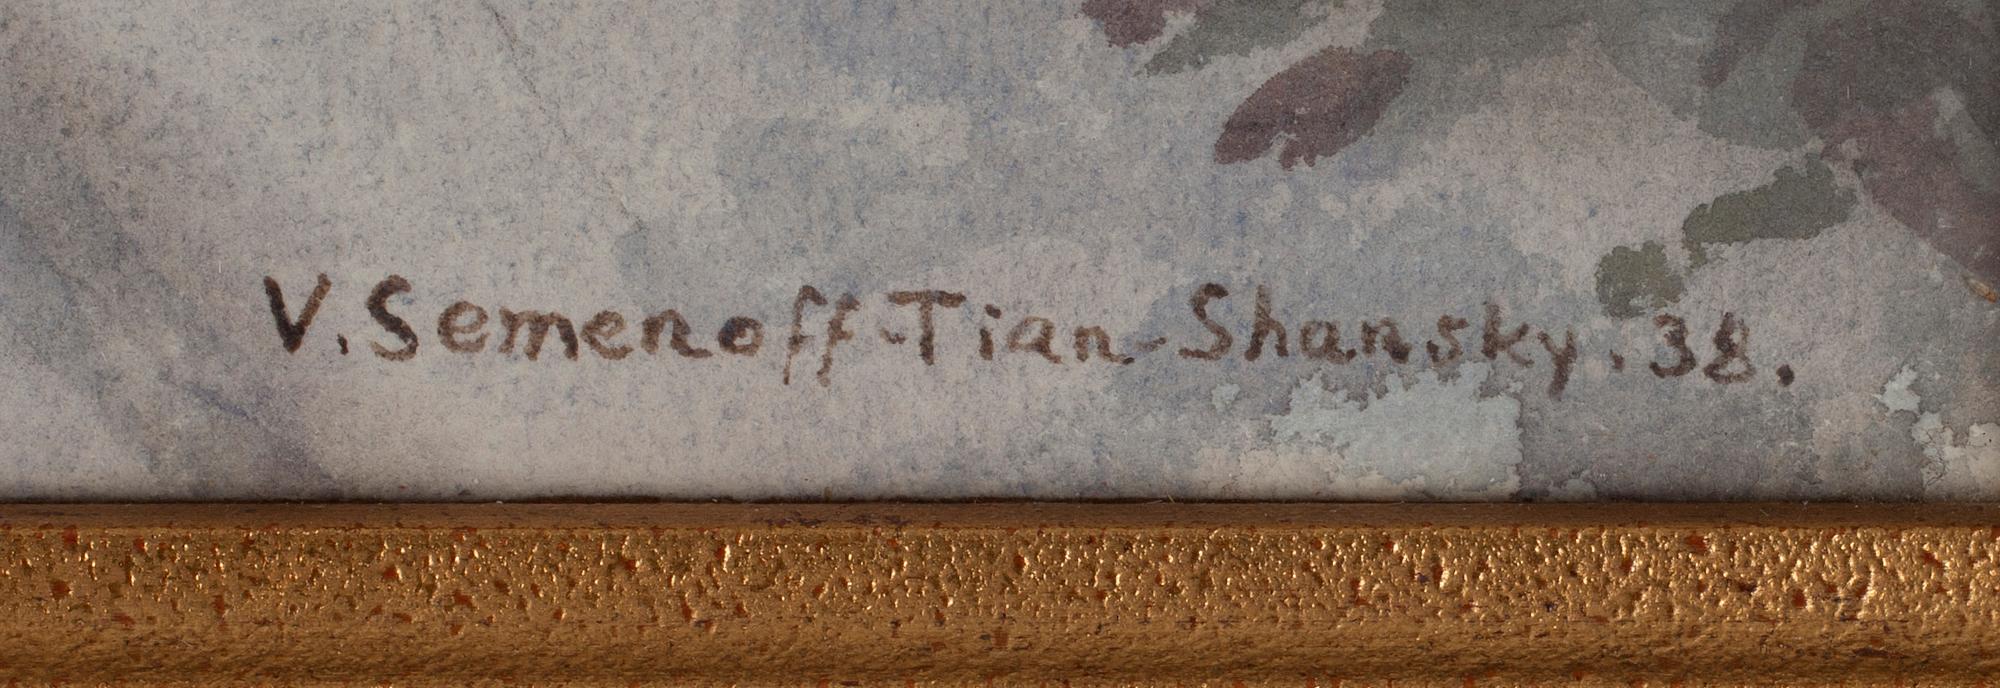 V. Semenoff-Tian-Shansky. 38.